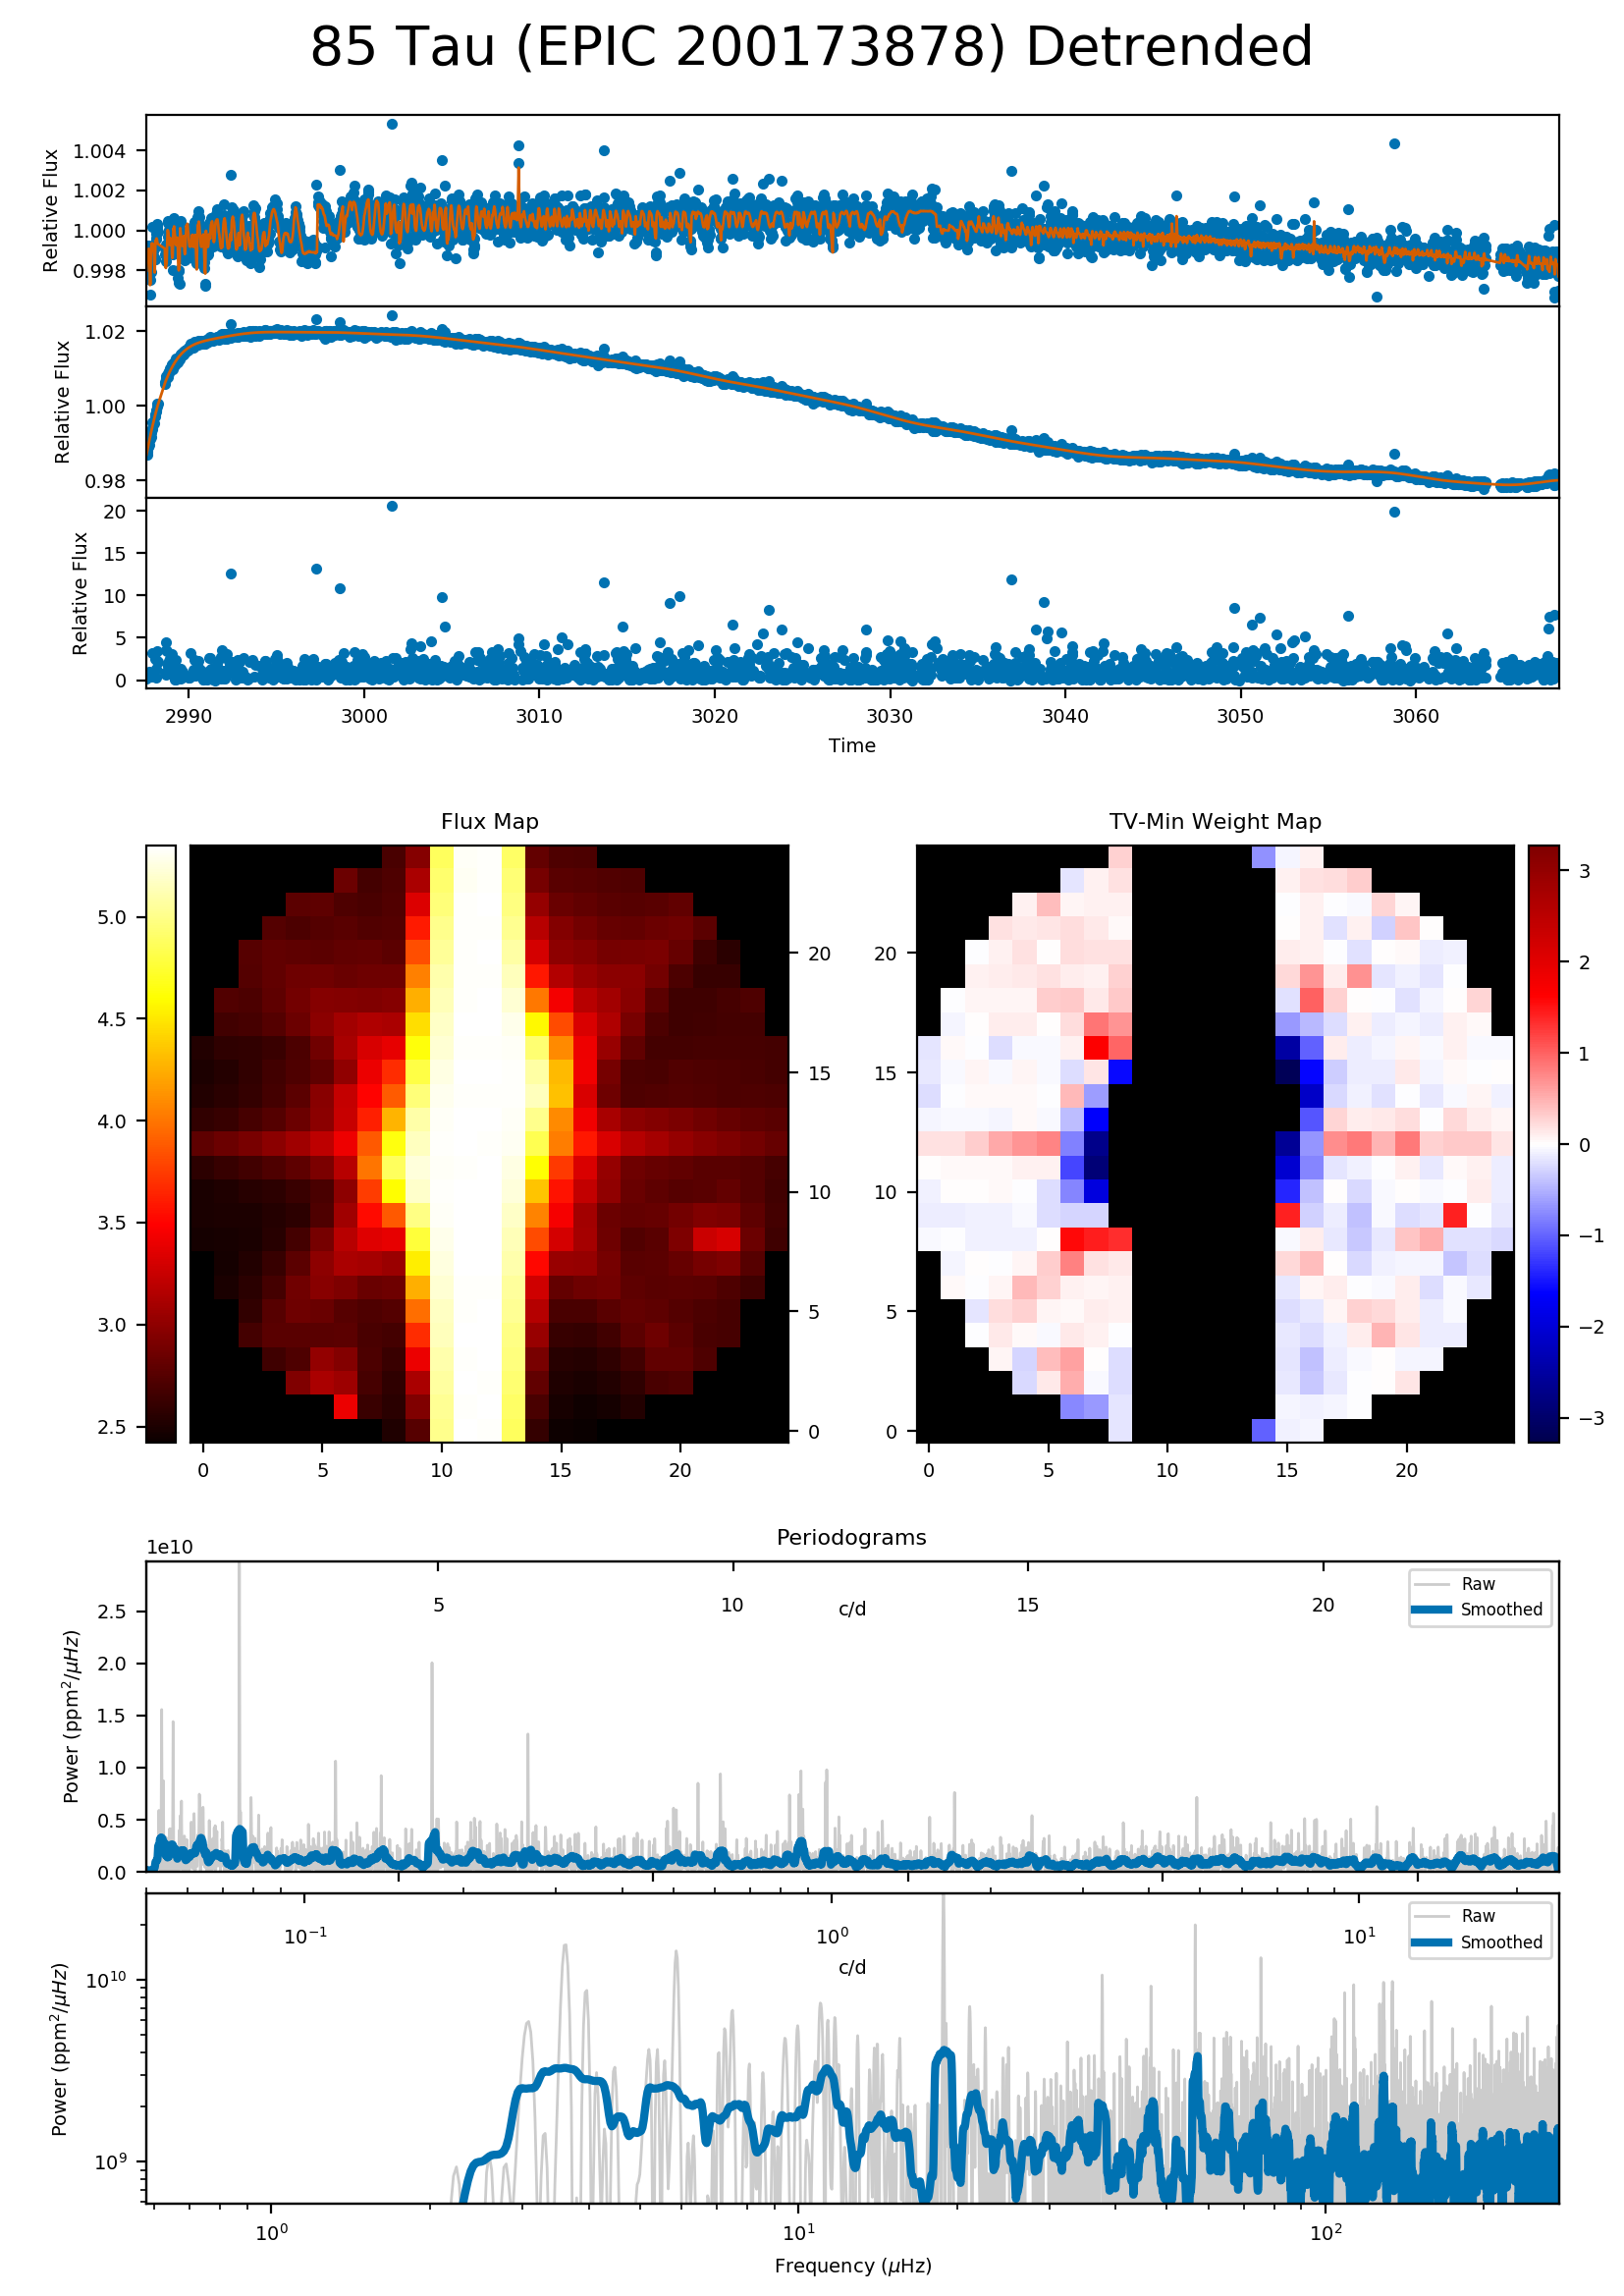 85 Tau (EPIC 200173878) Detrended
Relative Flux
1.004
1.002
1.000
0.998
Relative Flux
1.02
1.00
0.98
Relative Flux
20
15
10
5
0
2990 3000 3010 3020 3030 3040 3050 3060
Time
Flux Map
5.0
4.5
4.0
3.5
3.0
2.5
20
15
10
5
0
0 5 10 15 20
TV-Min Weight Map
20
15
10
5
0
0 5 10 15 20
3
2
1
0
−1
−2
−3
Periodograms
1e10
Power (ppm²/μHz)
2.5
2.0
1.5
1.0
0.5
0.0
5 10 15 20
c/d
Raw
Smoothed
Power (ppm²/μHz)
10¹⁰
10⁹
10⁻¹ 10⁰ 10¹
c/d
Raw
Smoothed
10⁰ 10¹ 10²
Frequency (μHz)